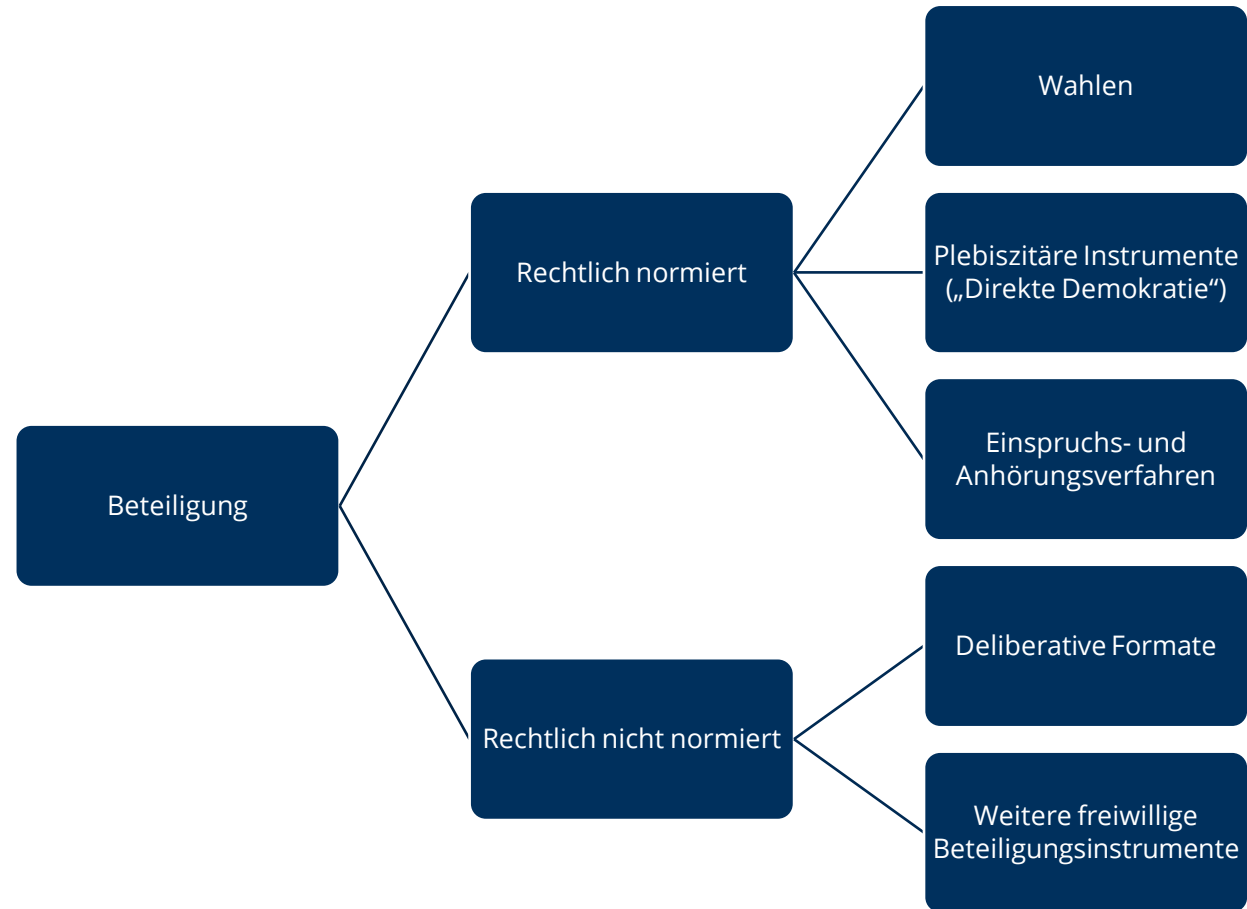 Wahlen
Rechtlich normiert
Plebiszitäre Instrumente
(„Direkte Demokratie“)
Einspruchs- und
Anhörungsverfahren
Beteiligung
Deliberative Formate
Rechtlich nicht normiert
Weitere freiwillige
Beteiligungsinstrumente